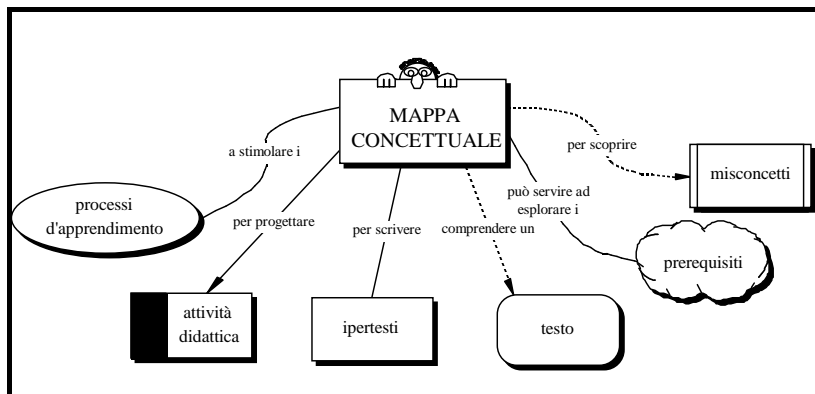 MAPPA
CONCETTUALE
a stimolare i
per scoprire
misconcetti
processi
d'apprendimento
può servire ad
esplorare i
per progettare
per scrivere
comprendere un
prerequisiti
attività
didattica
ipertesti
testo